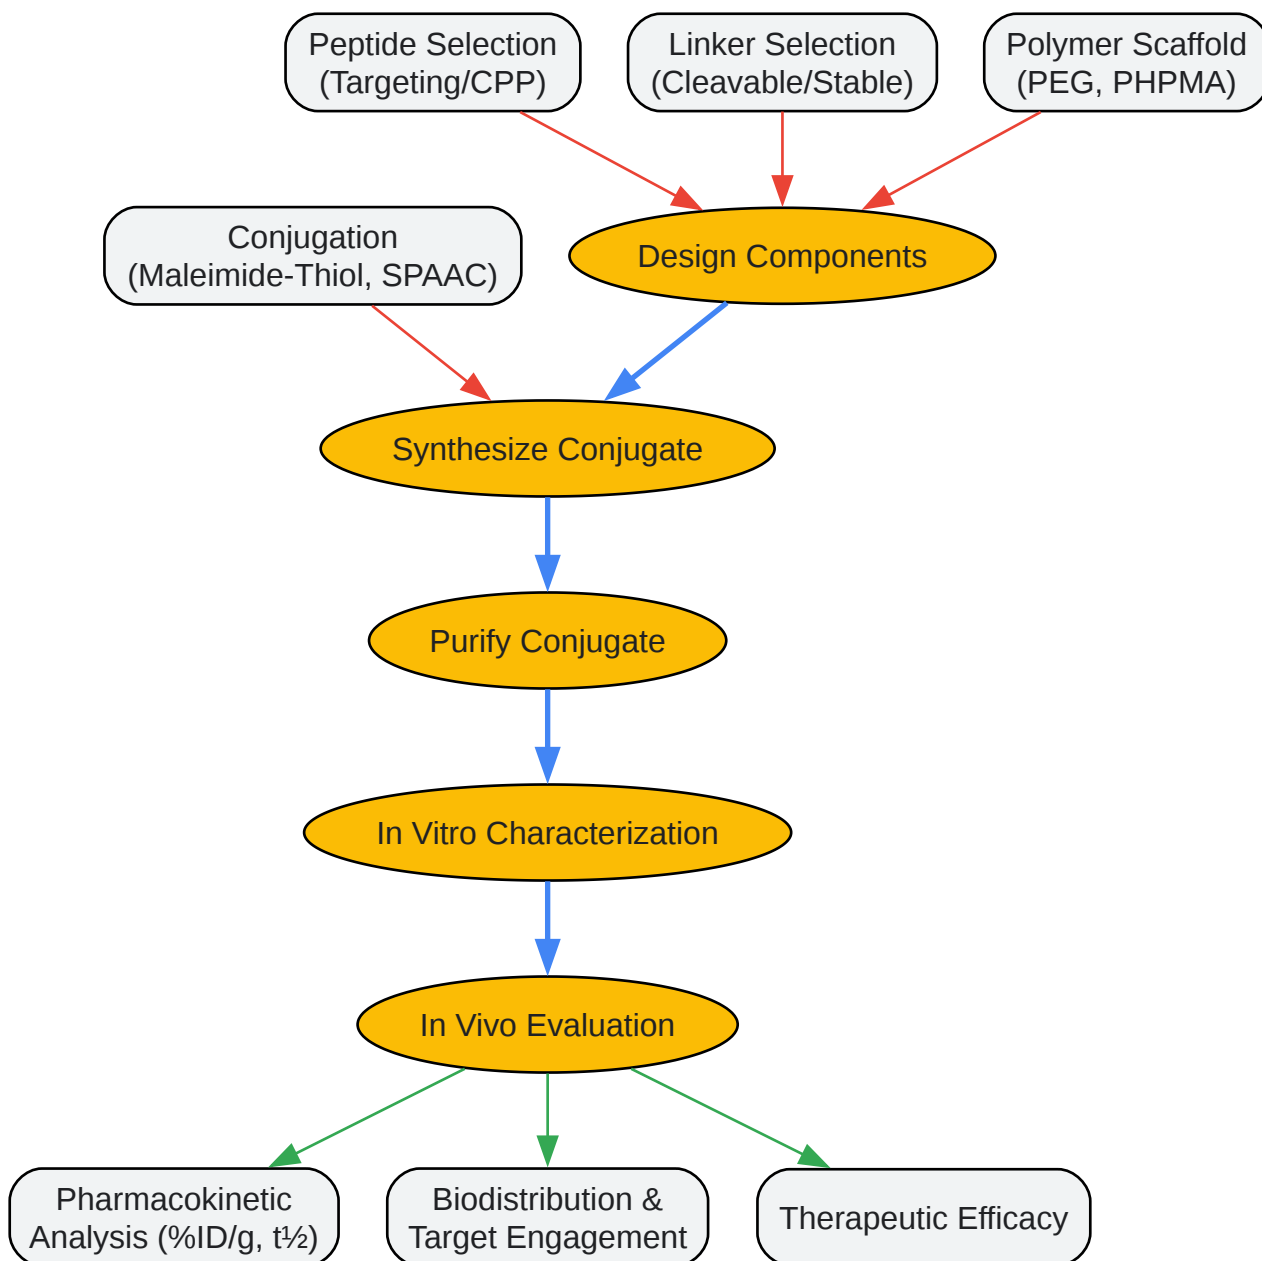 Peptide Selection
(Targeting/CPP)
Linker Selection
(Cleavable/Stable)
Polymer Scaffold
(PEG, PHPMA)
Conjugation
(Maleimide-Thiol, SPAAC)
Design Components
Synthesize Conjugate
Purify Conjugate
In Vitro Characterization
In Vivo Evaluation
Pharmacokinetic
Analysis (%ID/g, t½)
Biodistribution &
Target Engagement
Therapeutic Efficacy